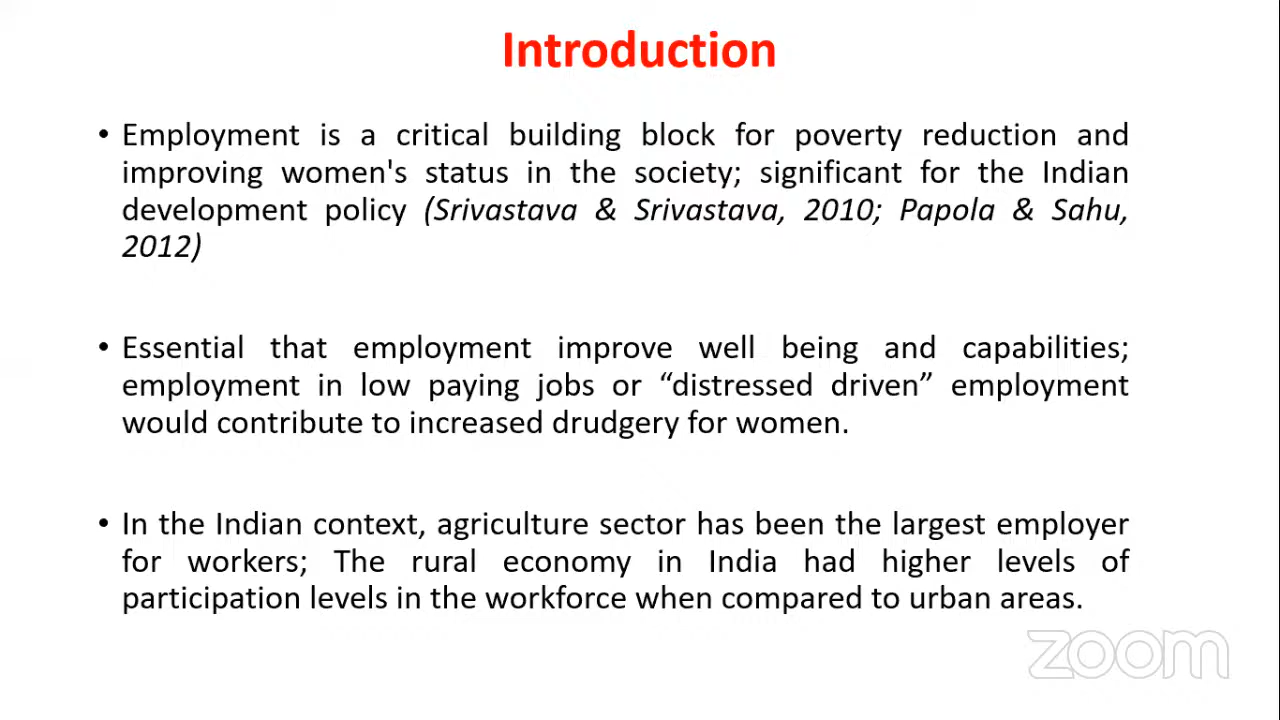 Introduction
• Employment is a critical building block for poverty reduction and
improving women's status in the society; significant for the Indian
development policy (Srivastava & Srivastava, 2010; Papola & Sahu,
2012)
• Essential that employment improve well being and capabilities;
employment in low paying jobs or “distressed driven” employment
would contribute to increased drudgery for women.
• In the Indian context, agriculture sector has been the largest employer
for workers; The rural economy in India had higher levels of
participation levels in the workforce when compared to urban areas.
zoom